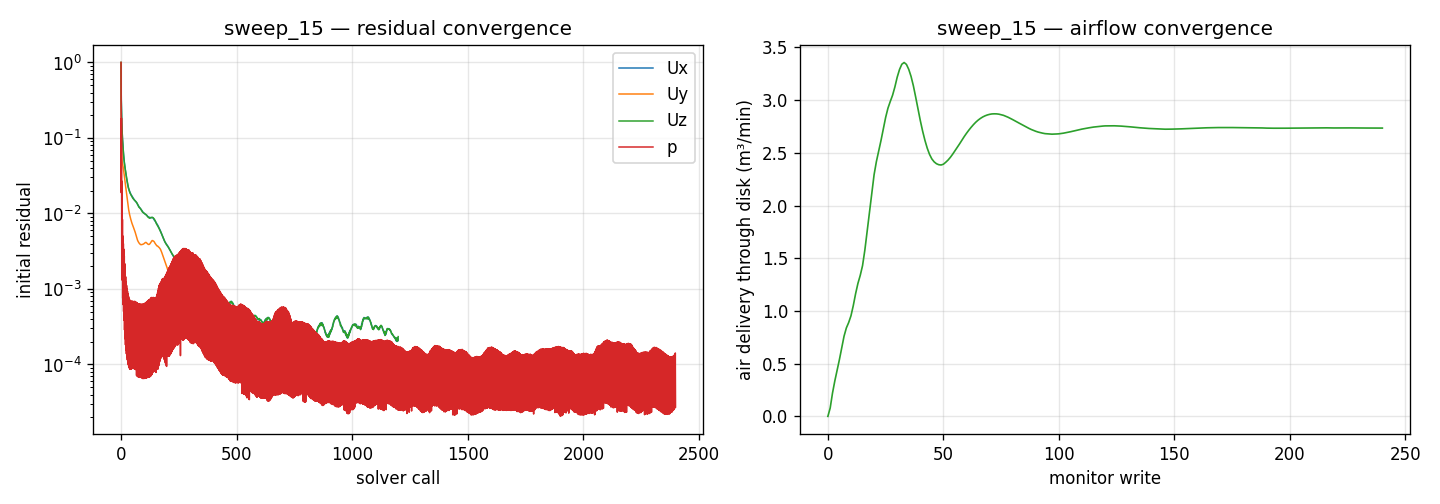 sweep_15 — residual convergence
10⁰
10⁻¹
10⁻²
10⁻³
10⁻⁴
initial residual
Ux
Uy
Uz
p
0
500
1000
1500
2000
2500
solver call
sweep_15 — airflow convergence
3.5
3.0
2.5
2.0
1.5
1.0
0.5
0.0
air delivery through disk (m³/min)
0
50
100
150
200
250
monitor write